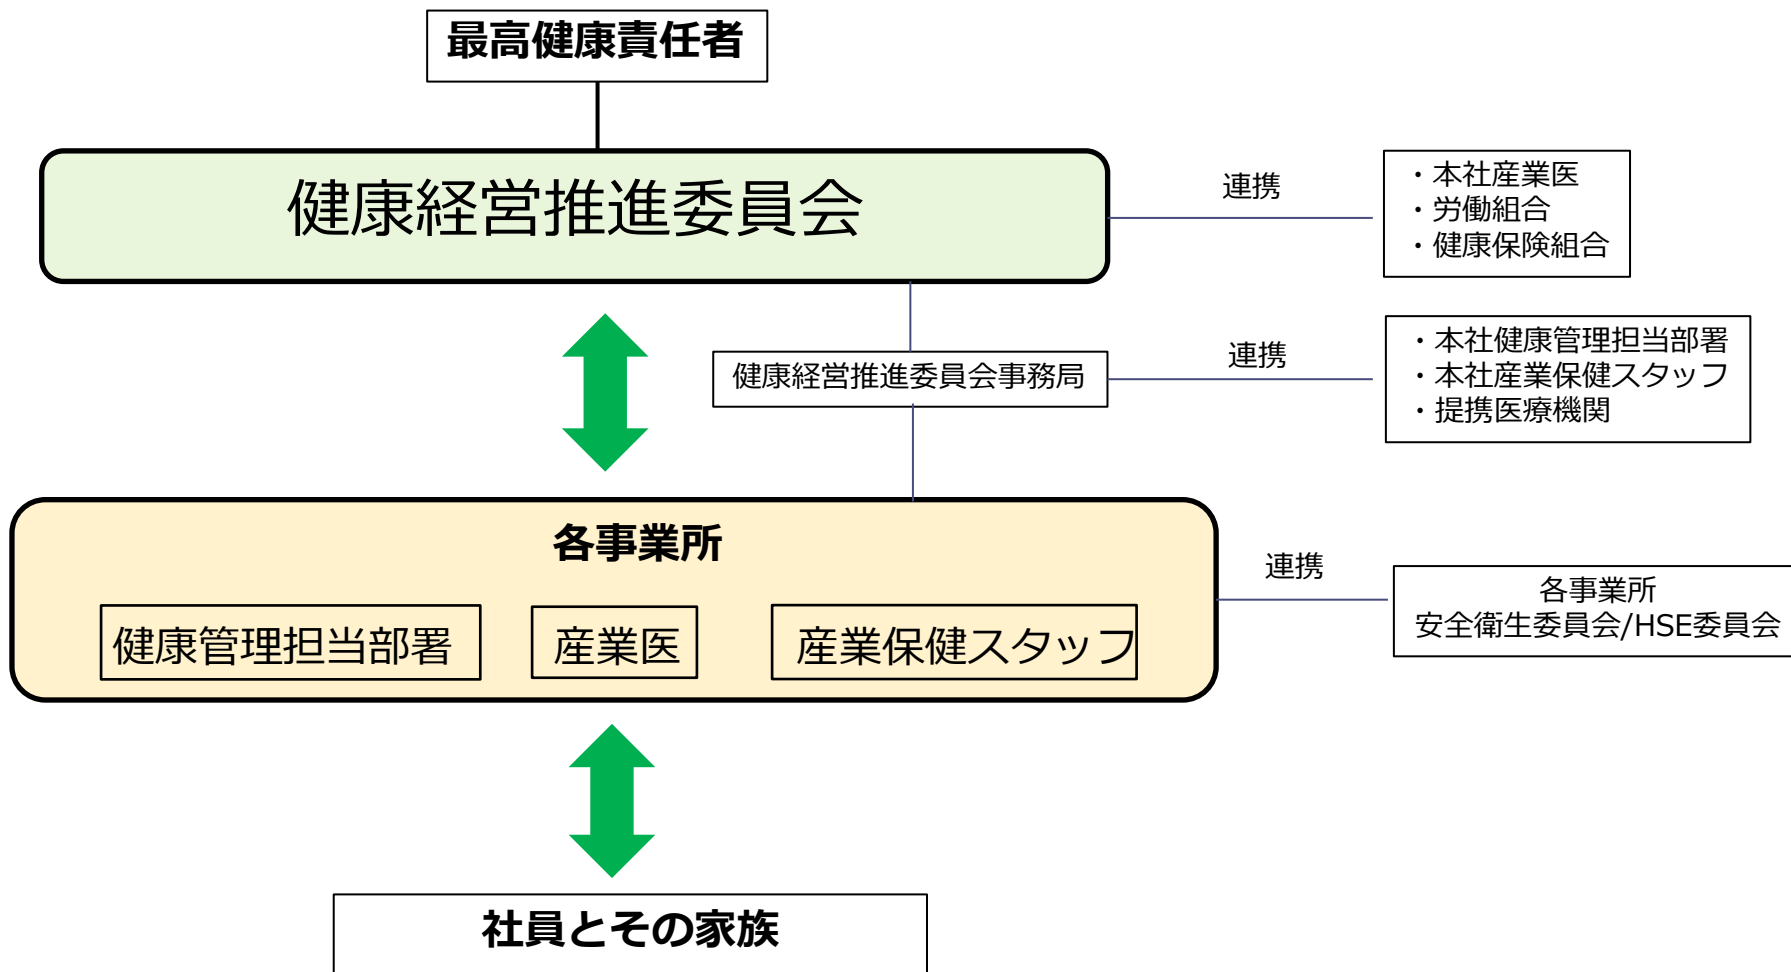 最高健康責任者
健康経営推進委員会
連携
・本社産業医
・労働組合
・健康保険組合
健康経営推進委員会事務局
連携
・本社健康管理担当部署
・本社産業保健スタッフ
・提携医療機関
各事業所
健康管理担当部署
産業医
産業保健スタッフ
連携
各事業所
安全衛生委員会/HSE委員会
社員とその家族